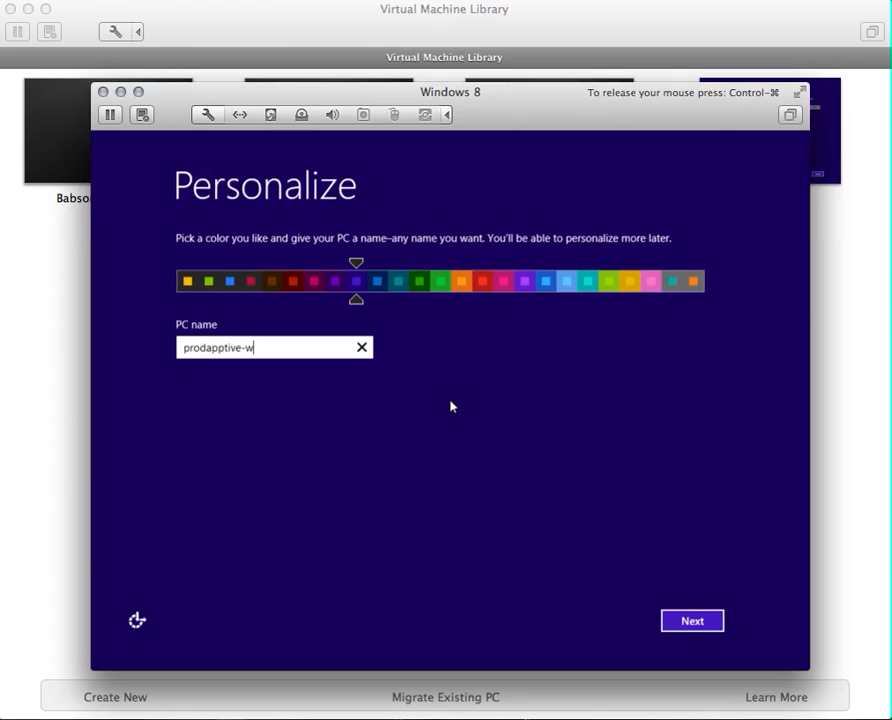 Virtual Machine Library
Virtual Machine Library
Windows 8
To release your mouse press: Control-⌘
Babso
Personalize
Pick a color you like and give your PC a name–any name you want. You'll be able to personalize more later.
PC name
prodapptive-w
Next
Create New
Migrate Existing PC
Learn More